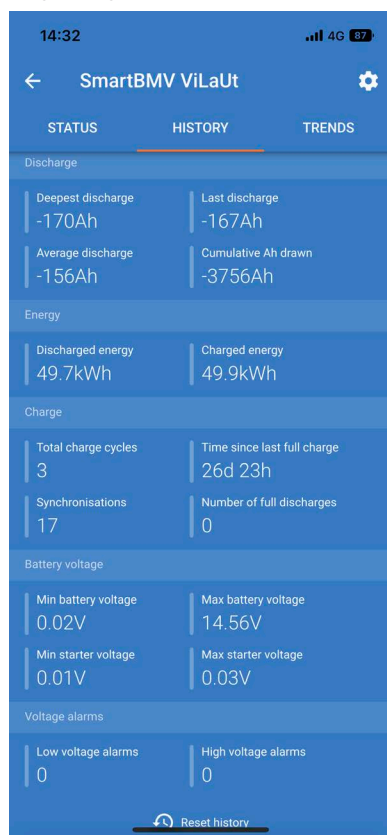 14:32 4G 87
SmartBMV ViLaUt
STATUS HISTORY TRENDS
Discharge
Deepest discharge Last discharge
-170Ah -167Ah
Average discharge Cumulative Ah drawn
-156Ah -3756Ah
Energy
Discharged energy Charged energy
49.7kWh 49.9kWh
Charge
Total charge cycles Time since last full charge
3 26d 23h
Synchronisations Number of full discharges
17 0
Battery voltage
Min battery voltage Max battery voltage
0.02V 14.56V
Min starter voltage Max starter voltage
0.01V 0.03V
Voltage alarms
Low voltage alarms High voltage alarms
0 0
Reset history